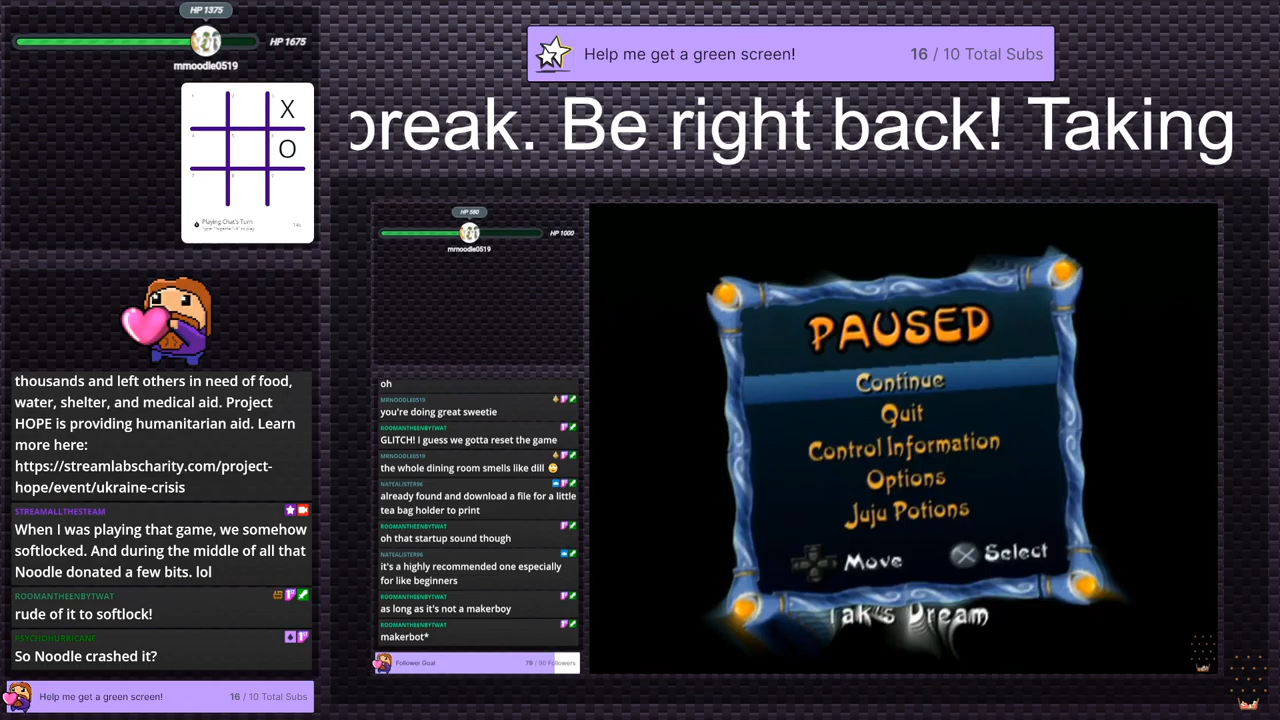 HP 1375
HP 1675
mmoodle0519
X
O
Playing Chat's Turn
14s
thousands and left others in need of food,
water, shelter, and medical aid. Project
HOPE is providing humanitarian aid. Learn
more here:
https://streamlabscharity.com/project-
hope/event/ukraine-crisis
STREAMALLTHESTEAM
When I was playing that game, we somehow
softlocked. And during the middle of all that
Noodle donated a few bits. lol
ROOMANTHEENBYTWAT
rude of it to softlock!
PSYCHOHURRICANE
So Noodle crashed it?
Help me get a green screen!
16 / 10 Total Subs
Help me get a green screen!
16 / 10 Total Subs
break. Be right back! Taking
HP 580
HP 1000
mmoodle0519
oh
MRNOODLE0519
you're doing great sweetie
ROOMANTHEENBYTWAT
GLITCH! I guess we gotta reset the game
MRNOODLE0519
the whole dining room smells like dill
NATEALISTER96
already found and download a file for a little
tea bag holder to print
ROOMANTHEENBYTWAT
oh that startup sound though
NATEALISTER96
it's a highly recommended one especially
for like beginners
ROOMANTHEENBYTWAT
as long as it's not a makerboy
ROOMANTHEENBYTWAT
makerbot*
Follower Goal
79 / 90 Followers
PAUSED
Continue
Quit
Control Information
Options
Juju Potions
Move
Select
Tak's Dream